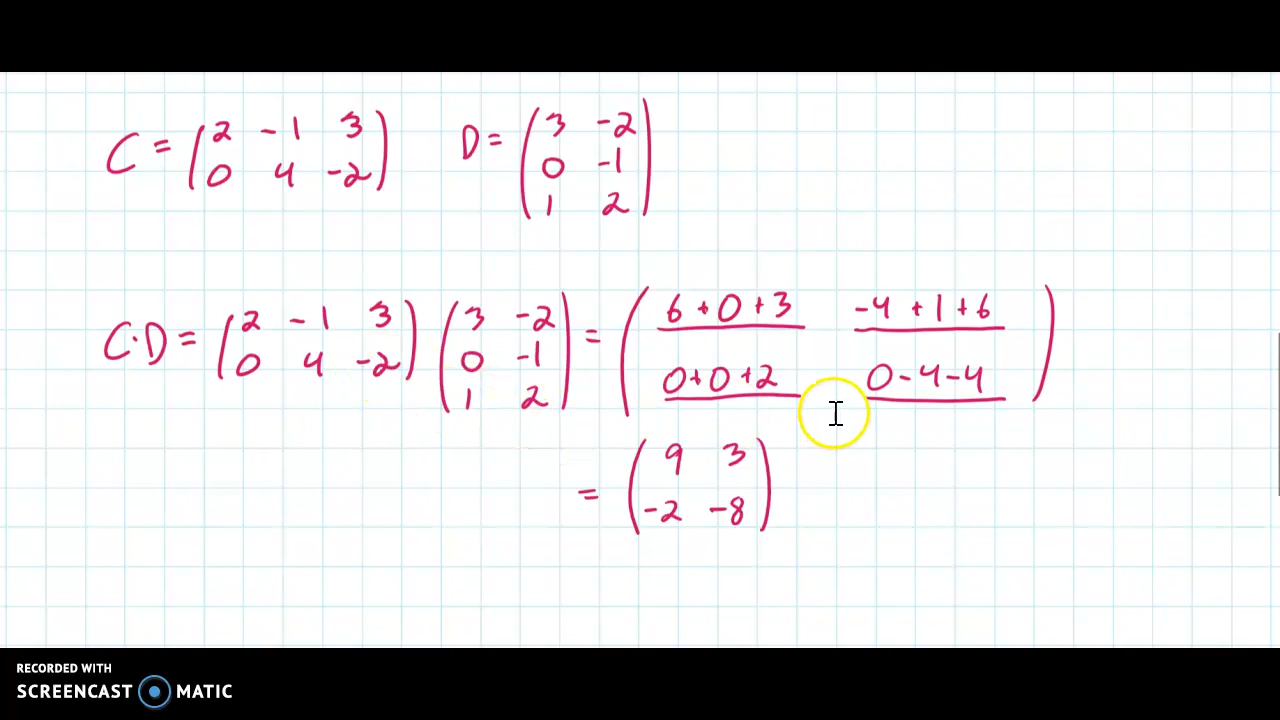 C = (2 -1 3
0 4 -2) D = (3 -2
0 -1
1 2)
C·D = (2 -1 3
0 4 -2) (3 -2
0 -1
1 2) = (6+0+3 -4+1+6
0+0+2 0-4-4)
= (9 3
-2 -8)
RECORDED WITH
SCREENCAST MATIC